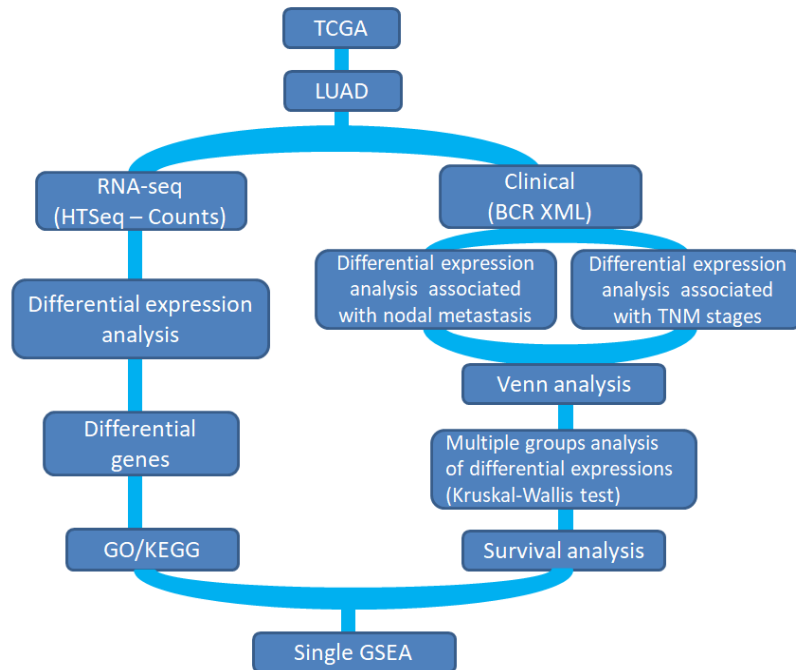 TCGA
LUAD
RNA-seq
(HTSeq – Counts)
Clinical
(BCR XML)
Differential expression
analysis associated
with nodal metastasis
Differential expression
analysis associated
with TNM stages
Differential expression
analysis
Venn analysis
Differential
genes
Multiple groups analysis
of differential expressions
(Kruskal-Wallis test)
GO/KEGG
Survival analysis
Single GSEA